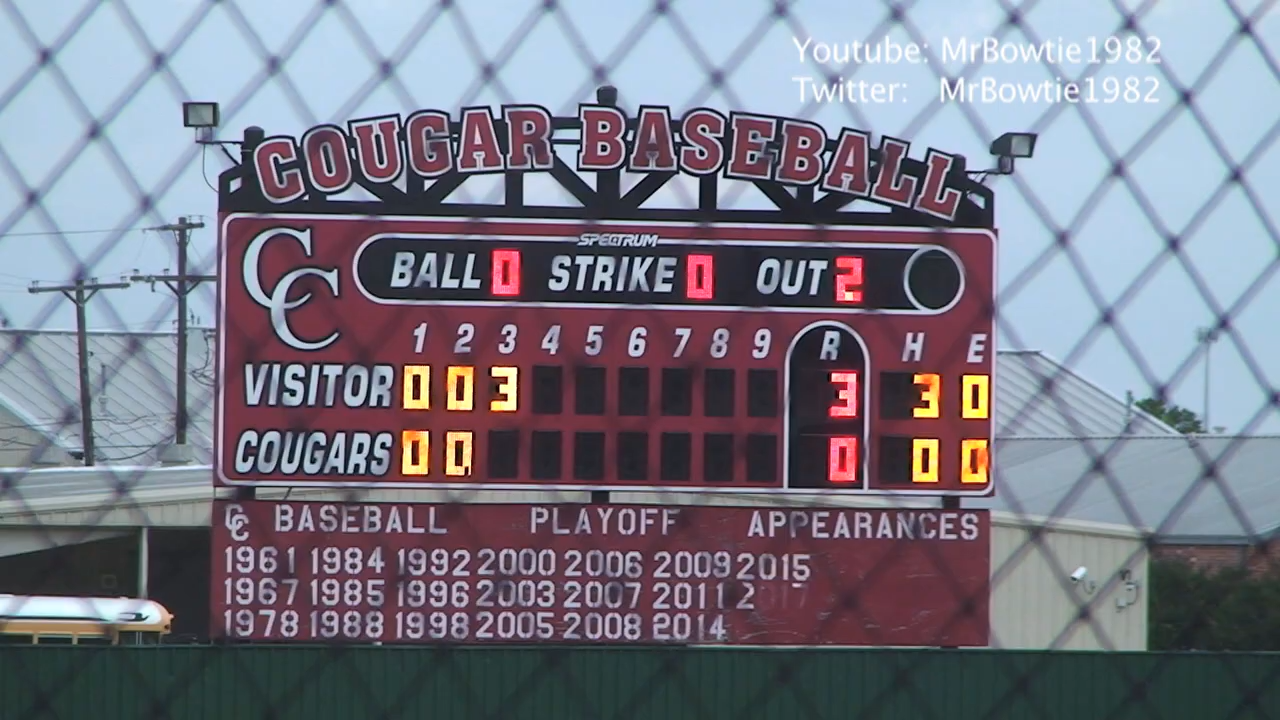 Youtube: MrBowtie1982
Twitter: MrBowtie1982
COUGAR BASEBALL
SPECTRUM
CC
BALL 0 STRIKE 0 OUT 2
1 2 3 4 5 6 7 8 9 R H E
VISITOR 0 0 3 3 3 0
COUGARS 0 0 0 0 0
CC BASEBALL PLAYOFF APPEARANCES
1961 1984 1992 2000 2006 2009 2015
1967 1985 1996 2003 2007 2011 2017
1978 1988 1998 2005 2008 2014